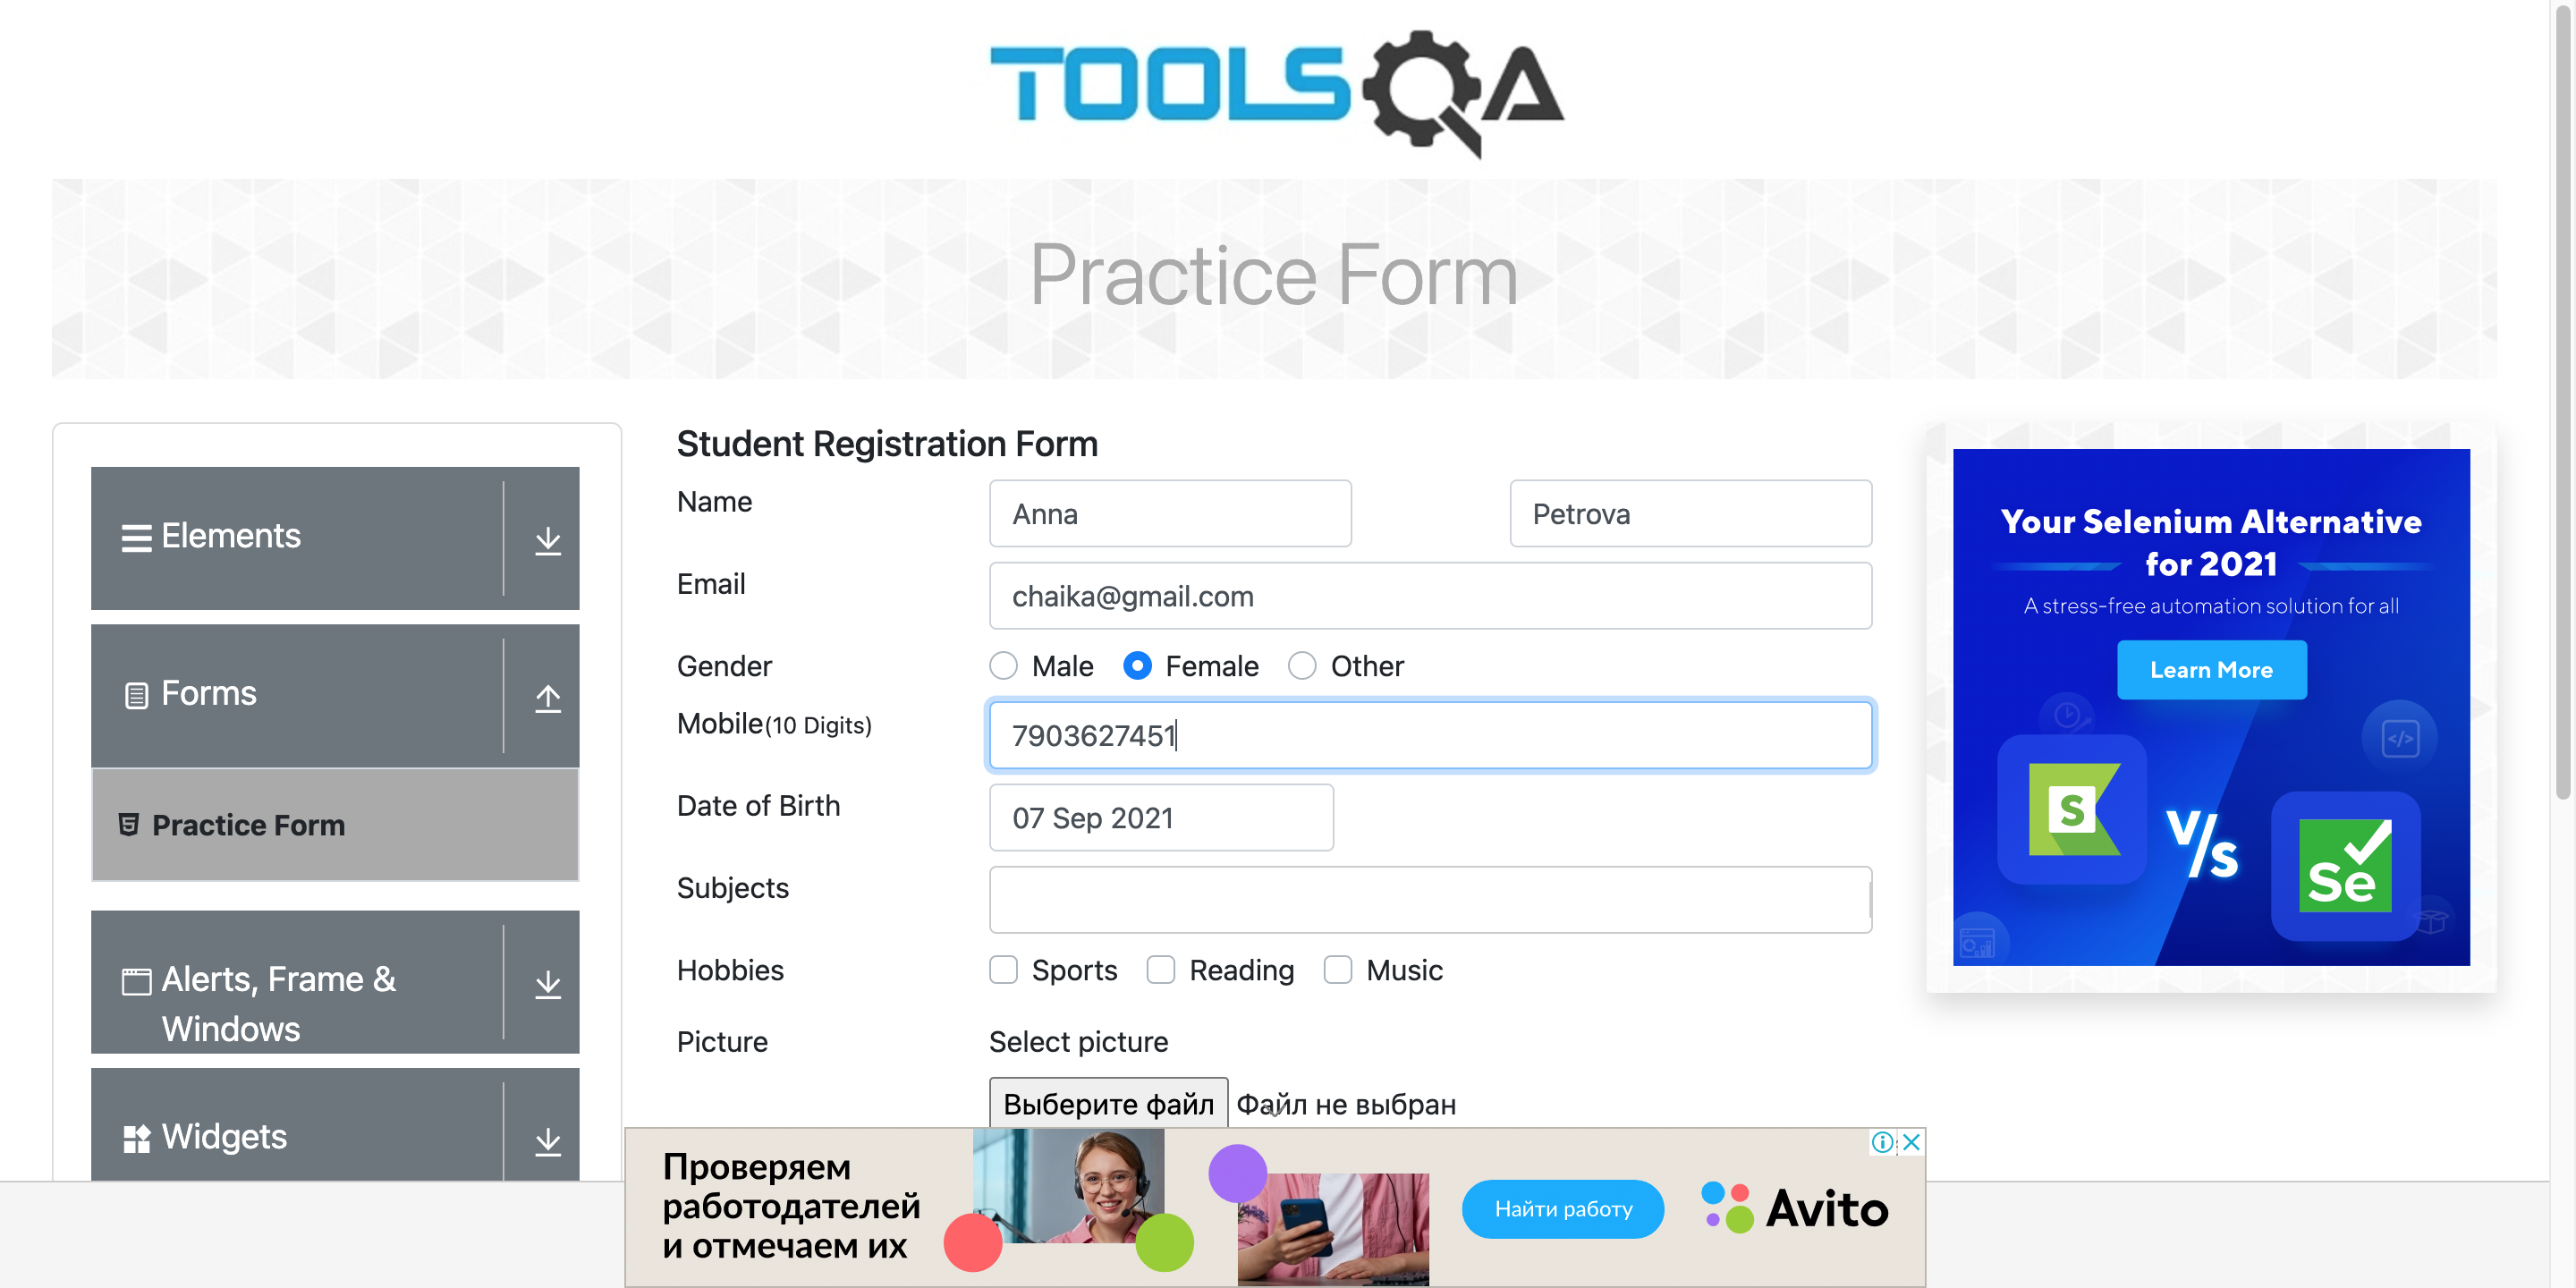 TOOLSQA
Practice Form
Elements
Forms
Practice Form
Alerts, Frame &
Windows
Widgets
Student Registration Form
Name
Anna
Petrova
Email
chaika@gmail.com
Gender
Male
Female
Other
Mobile(10 Digits)
7903627451
Date of Birth
07 Sep 2021
Subjects
Hobbies
Sports
Reading
Music
Picture
Select picture
Выберите файл
Файл не выбран
Your Selenium Alternative
for 2021
A stress-free automation solution for all
Learn More
S
V/s
Se
Проверяем
работодателей
и отмечаем их
Найти работу
Avito